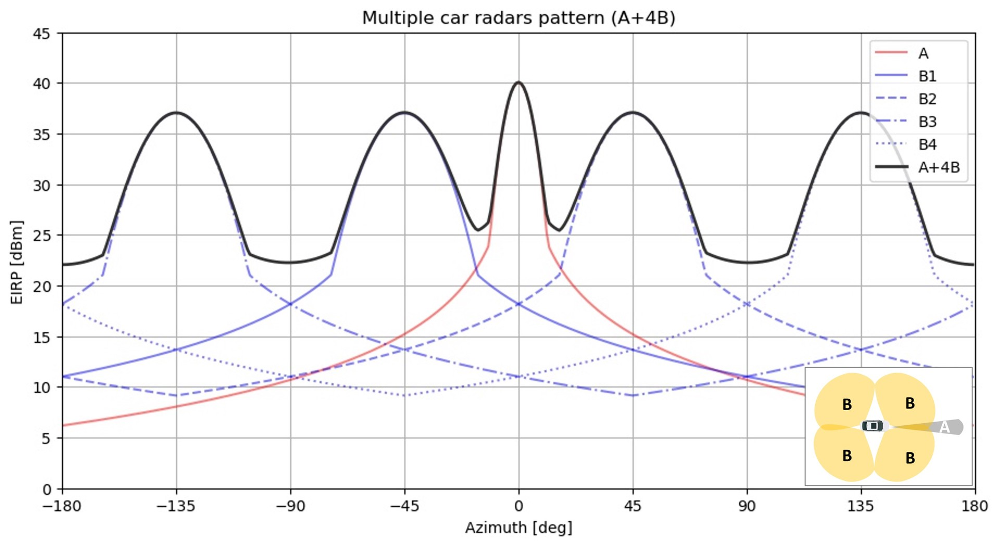 Multiple car radars pattern (A+4B)
45
40
35
30
25
20
15
10
5
0
EIRP [dBm]
−180
−135
−90
−45
0
45
90
135
180
Azimuth [deg]
A
B1
B2
B3
B4
A+4B
B
B
A
B
B